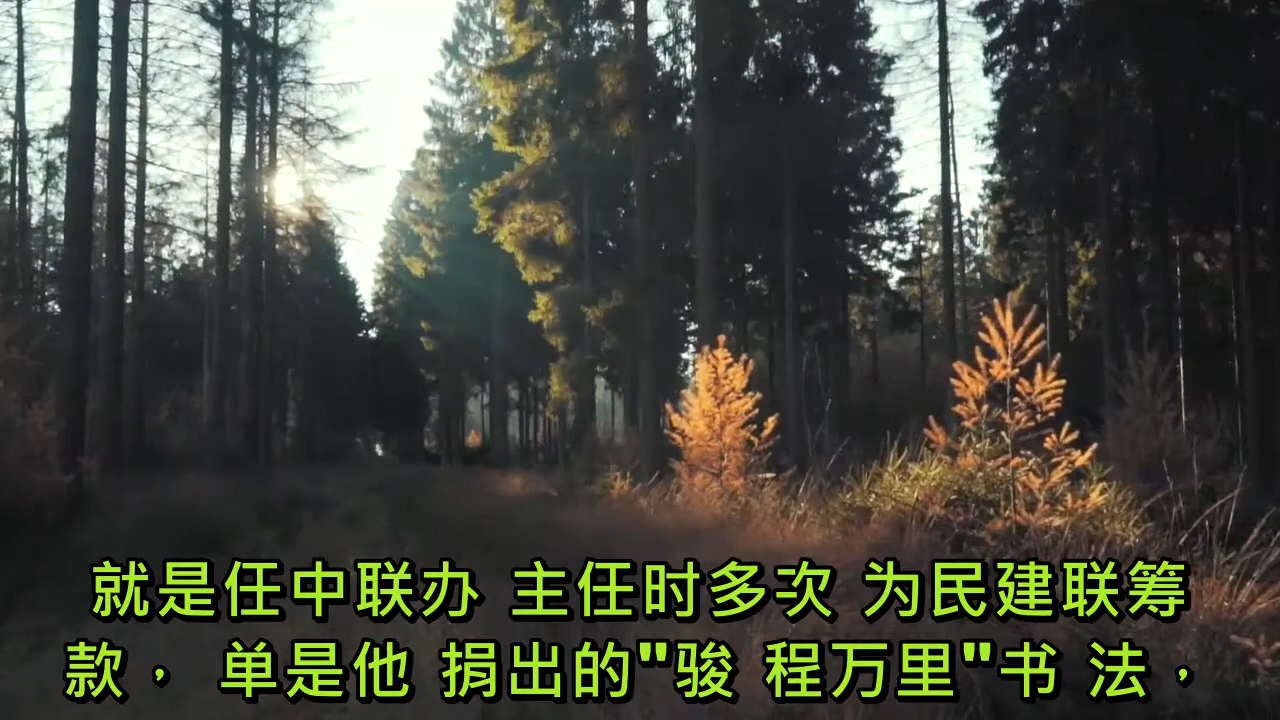 就是任中联办 主任时多次 为民建联筹
款， 单是他 捐出的"骏 程万里"书 法，